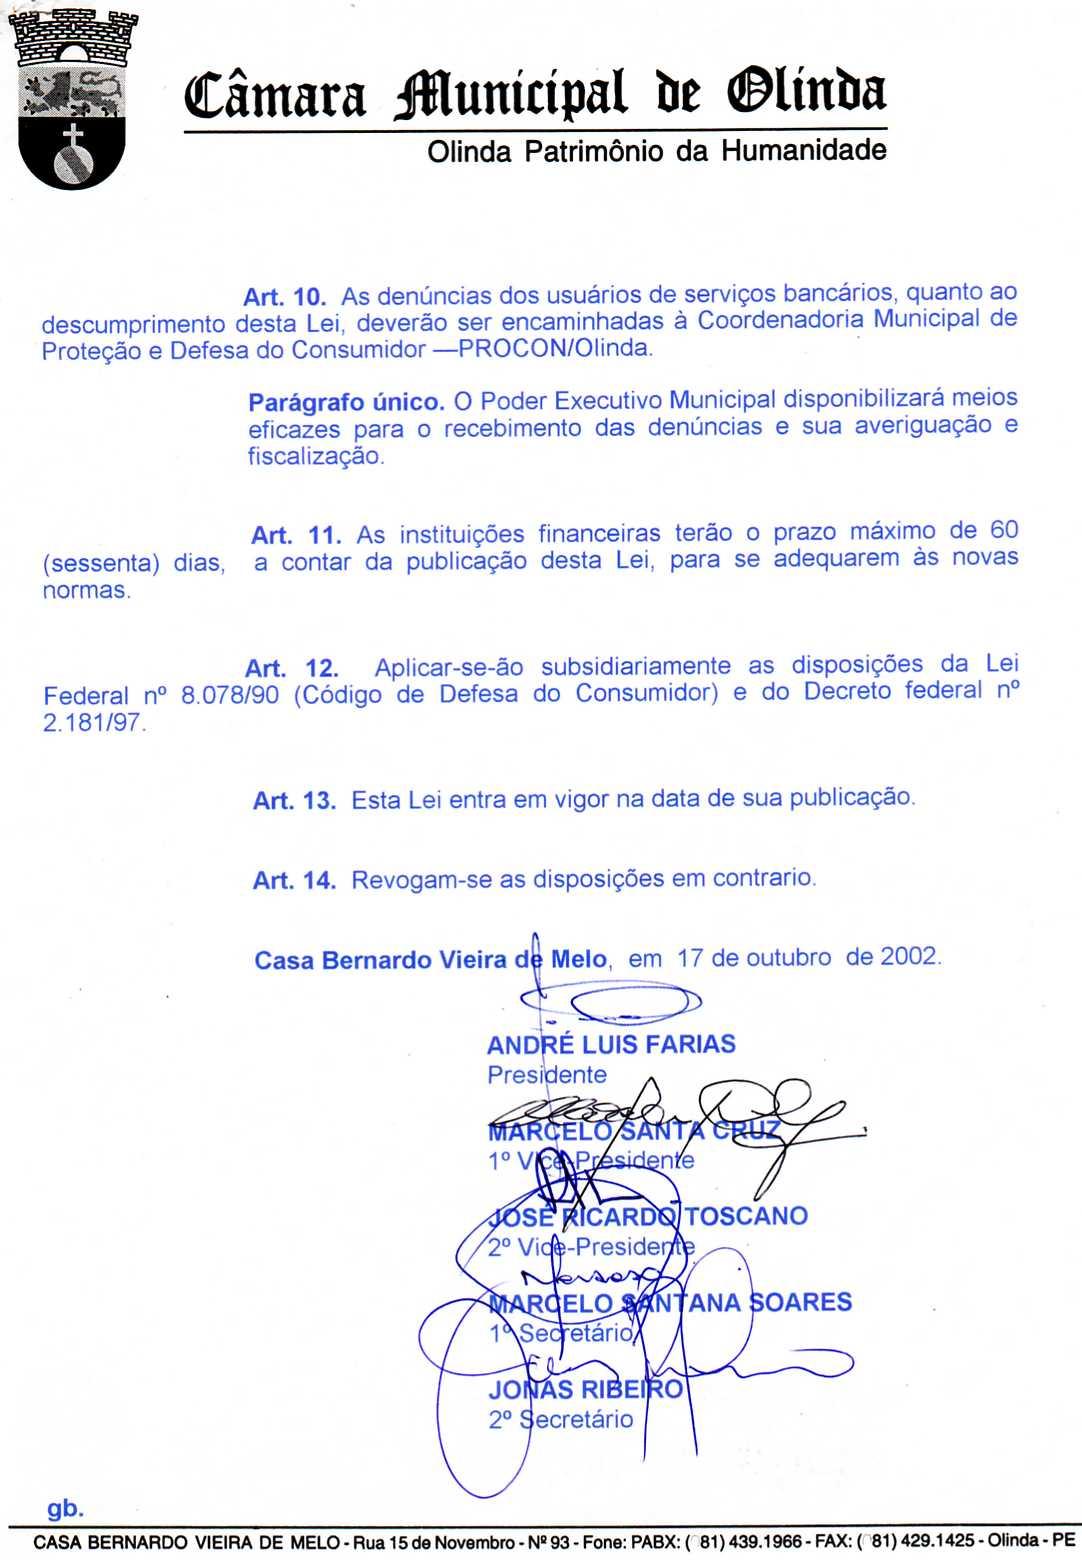 Câmara Municipal de Olinda
Olinda Patrimônio da Humanidade
Art. 10. As denúncias dos usuários de serviços bancários, quanto ao
descumprimento desta Lei, deverão ser encaminhadas à Coordenadoria Municipal de
Proteção e Defesa do Consumidor —PROCON/Olinda.
Parágrafo único. O Poder Executivo Municipal disponibilizará meios
eficazes para o recebimento das denúncias e sua averiguação e
fiscalização.
Art. 11. As instituições financeiras terão o prazo máximo de 60
(sessenta) dias, a contar da publicação desta Lei, para se adequarem às novas
normas.
Art. 12. Aplicar-se-ão subsidiariamente as disposições da Lei
Federal nº 8.078/90 (Código de Defesa do Consumidor) e do Decreto federal nº
2.181/97.
Art. 13. Esta Lei entra em vigor na data de sua publicação.
Art. 14. Revogam-se as disposições em contrario.
Casa Bernardo Vieira de Melo, em 17 de outubro de 2002.
ANDRÉ LUIS FARIAS
Presidente
MARCELO SANTA CRUZ
1º Vice-Presidente
JOSÉ RICARDO TOSCANO
2º Vice-Presidente
MARCELO SANTANA SOARES
1º Secretário
JONAS RIBEIRO
2º Secretário
gb.
CASA BERNARDO VIEIRA DE MELO - Rua 15 de Novembro - Nº 93 - Fone: PABX: ( 81) 439.1966 - FAX: ( 81) 429.1425 - Olinda - PE